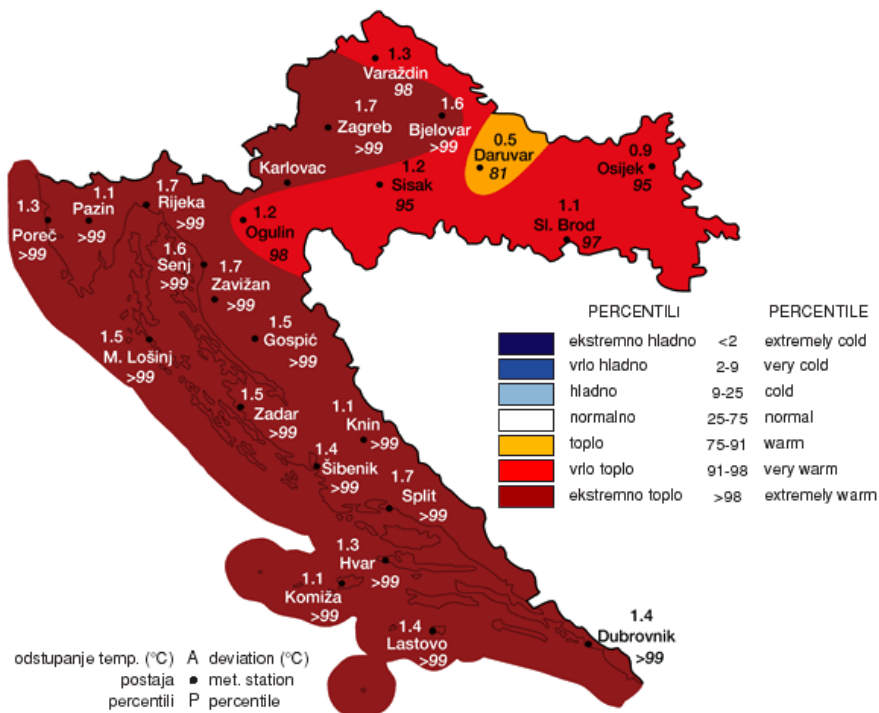 1.3
Varaždin
98
1.7
Zagreb
>99
1.6
Bjelovar
>99
0.5
Daruvar
81
0.9
Osijek
95
Karlovac
1.2
Sisak
95
1.1
Sl. Brod
97
1.2
Ogulin
98
1.3
Poreč
>99
1.1
Pazin
>99
1.7
Rijeka
>99
1.6
Senj
>99
1.7
Zavižan
>99
1.5
Gospić
>99
1.5
M. Lošinj
>99
1.5
Zadar
>99
1.1
Knin
>99
1.4
Šibenik
>99
1.7
Split
>99
1.3
Hvar
>99
1.1
Komiža
>99
1.4
Lastovo
>99
1.4
Dubrovnik
>99
PERCENTILI PERCENTILE
ekstremno hladno <2 extremely cold
vrlo hladno 2-9 very cold
hladno 9-25 cold
normalno 25-75 normal
toplo 75-91 warm
vrlo toplo 91-98 very warm
ekstremno toplo >98 extremely warm
odstupanje temp. (°C) A deviation (°C)
postaja met. station
percentili P percentile